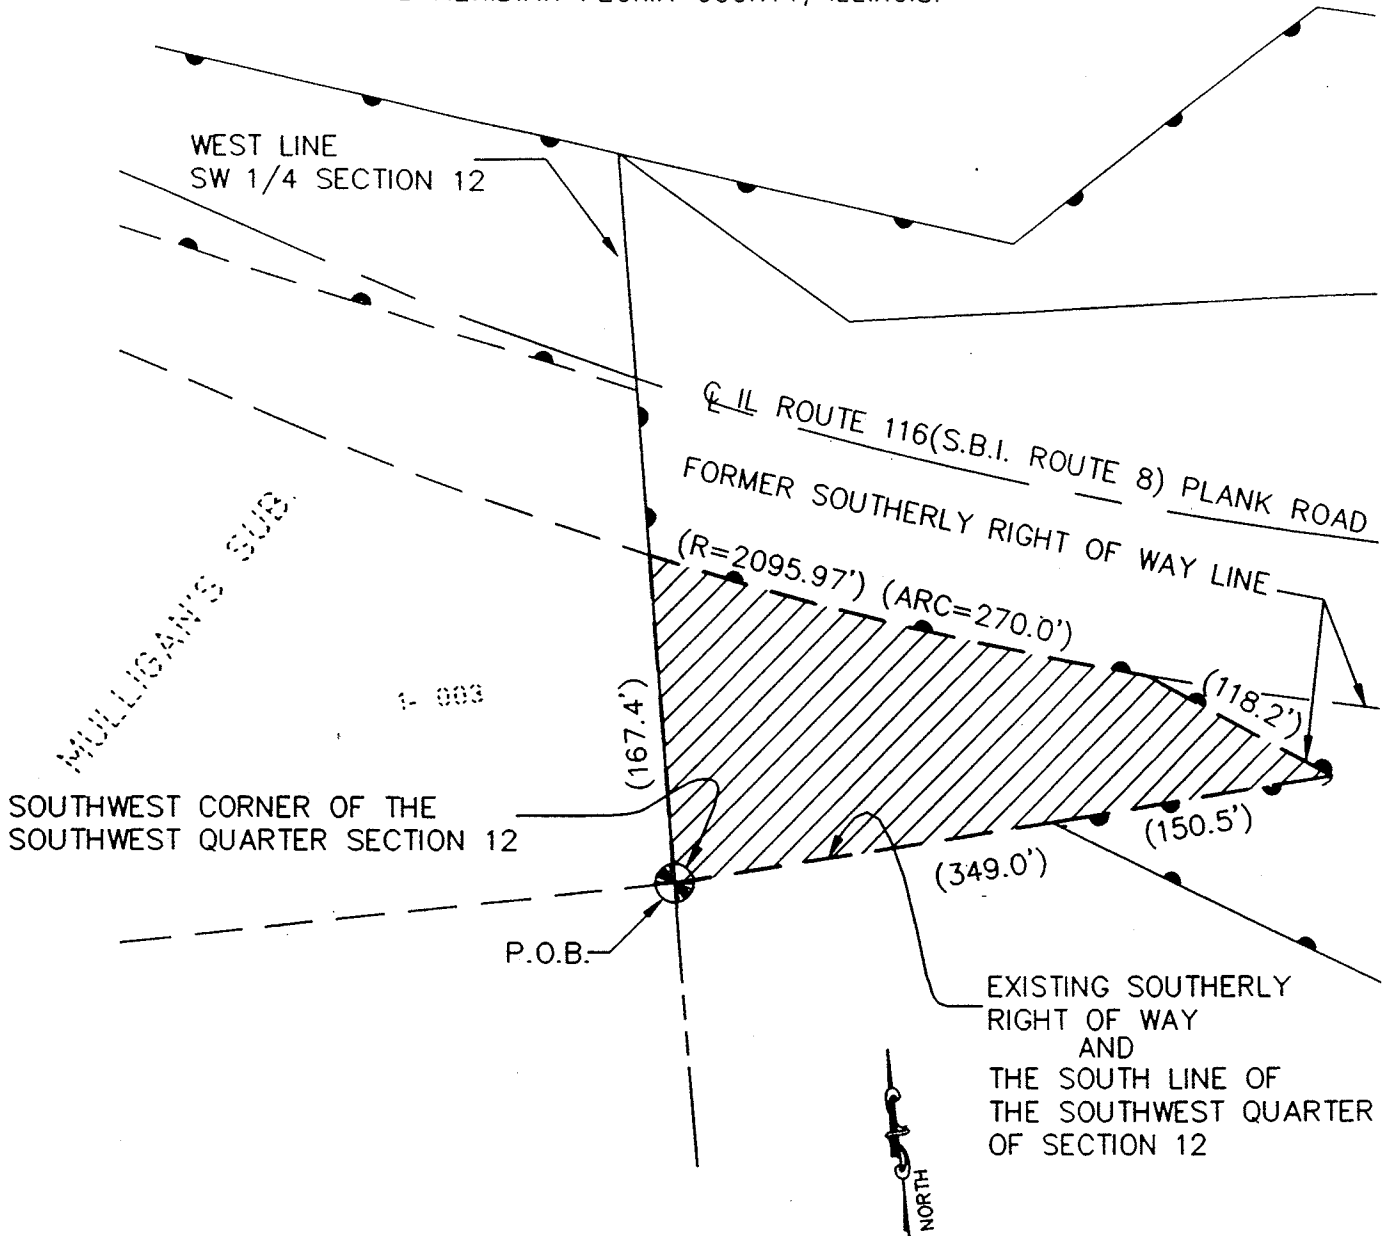 WEST LINE
SW 1/4 SECTION 12
℄ IL ROUTE 116(S.B.I. ROUTE 8) PLANK ROAD
FORMER SOUTHERLY RIGHT OF WAY LINE
(R=2095.97') (ARC=270.0')
(118.2')
MULLIGAN'S SUB.
1- 003
(167.4')
SOUTHWEST CORNER OF THE
SOUTHWEST QUARTER SECTION 12
(150.5')
(349.0')
P.O.B.
EXISTING SOUTHERLY
RIGHT OF WAY
AND
THE SOUTH LINE OF
THE SOUTHWEST QUARTER
OF SECTION 12
NORTH